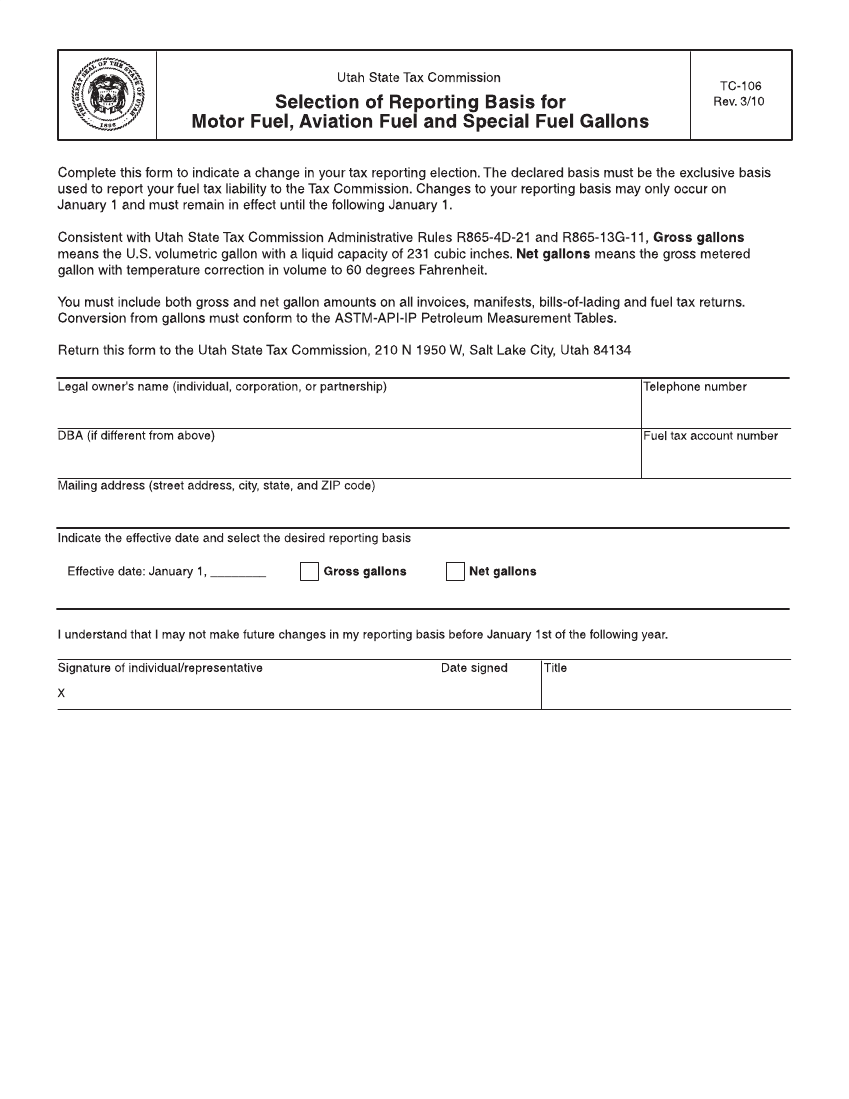 THE GREAT SEAL OF THE STATE OF UTAH
1896
Utah State Tax Commission
Selection of Reporting Basis for
Motor Fuel, Aviation Fuel and Special Fuel Gallons
TC-106
Rev. 3/10
Complete this form to indicate a change in your tax reporting election. The declared basis must be the exclusive basis
used to report your fuel tax liability to the Tax Commission. Changes to your reporting basis may only occur on
January 1 and must remain in effect until the following January 1.
Consistent with Utah State Tax Commission Administrative Rules R865-4D-21 and R865-13G-11, Gross gallons
means the U.S. volumetric gallon with a liquid capacity of 231 cubic inches. Net gallons means the gross metered
gallon with temperature correction in volume to 60 degrees Fahrenheit.
You must include both gross and net gallon amounts on all invoices, manifests, bills-of-lading and fuel tax returns.
Conversion from gallons must conform to the ASTM-API-IP Petroleum Measurement Tables.
Return this form to the Utah State Tax Commission, 210 N 1950 W, Salt Lake City, Utah 84134
Legal owner's name (individual, corporation, or partnership)
Telephone number
DBA (if different from above)
Fuel tax account number
Mailing address (street address, city, state, and ZIP code)
Indicate the effective date and select the desired reporting basis
Effective date: January 1, ________ Gross gallons Net gallons
I understand that I may not make future changes in my reporting basis before January 1st of the following year.
Signature of individual/representative Date signed Title
X